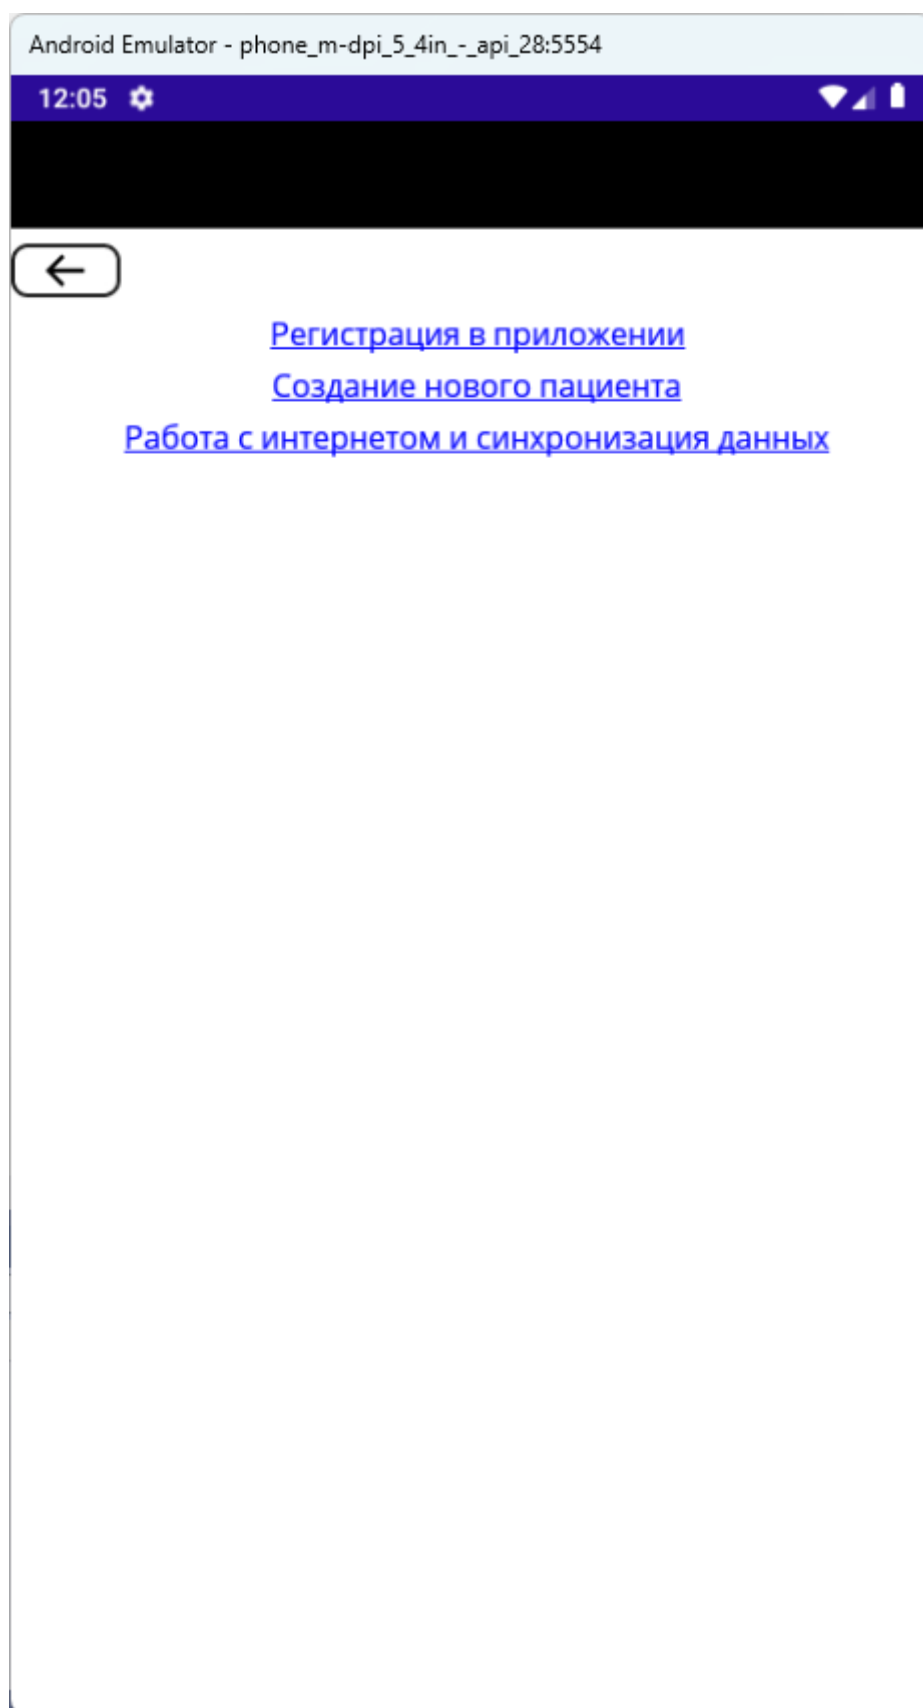 Android Emulator - phone_m-dpi_5_4in_-_api_28:5554
12:05
Регистрация в приложении
Создание нового пациента
Работа с интернетом и синхронизация данных